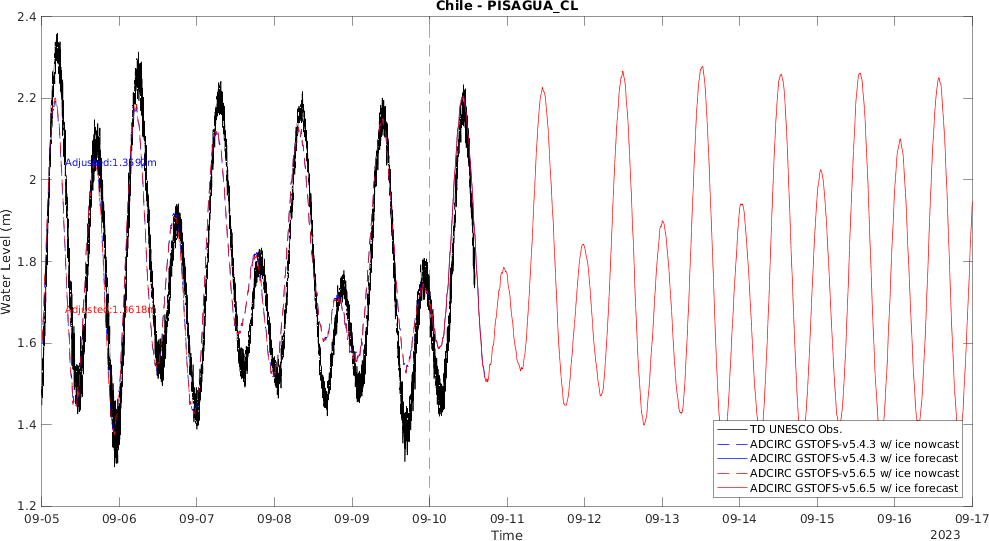 Chile - PISAGUA_CL
2.4
2.2
2
1.8
1.6
1.4
1.2
Water Level (m)
Adjusted:1.3618m
09-05
09-06
09-07
09-08
09-09
09-10
09-11
09-12
09-13
09-14
09-15
09-16
09-17
Time
2023
TD UNESCO Obs.
ADCIRC GSTOFS-v5.4.3 w/ ice nowcast
ADCIRC GSTOFS-v5.4.3 w/ ice forecast
ADCIRC GSTOFS-v5.6.5 w/ ice nowcast
ADCIRC GSTOFS-v5.6.5 w/ ice forecast